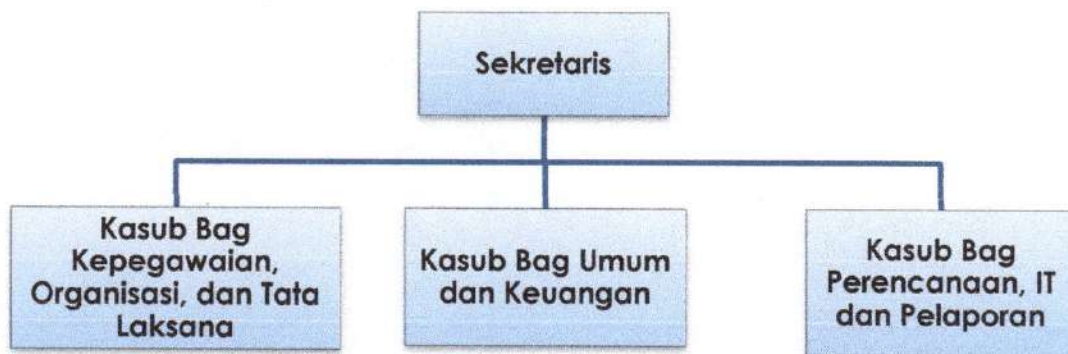 Sekretaris
Kasub Bag
Kepegawaian,
Organisasi, dan Tata
Laksana
Kasub Bag Umum
dan Keuangan
Kasub Bag
Perencanaan, IT
dan Pelaporan